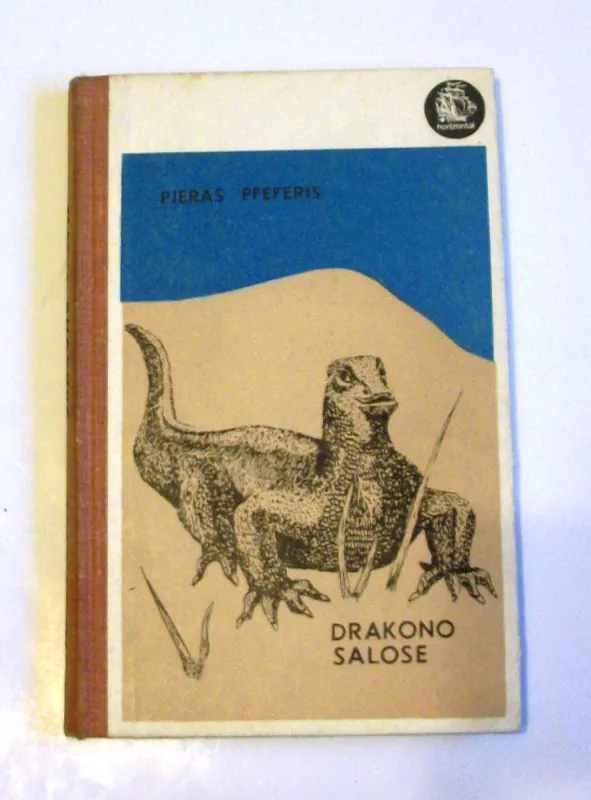 horizontai
PJERAS PFEFERIS
DRAKONO
SALOSE